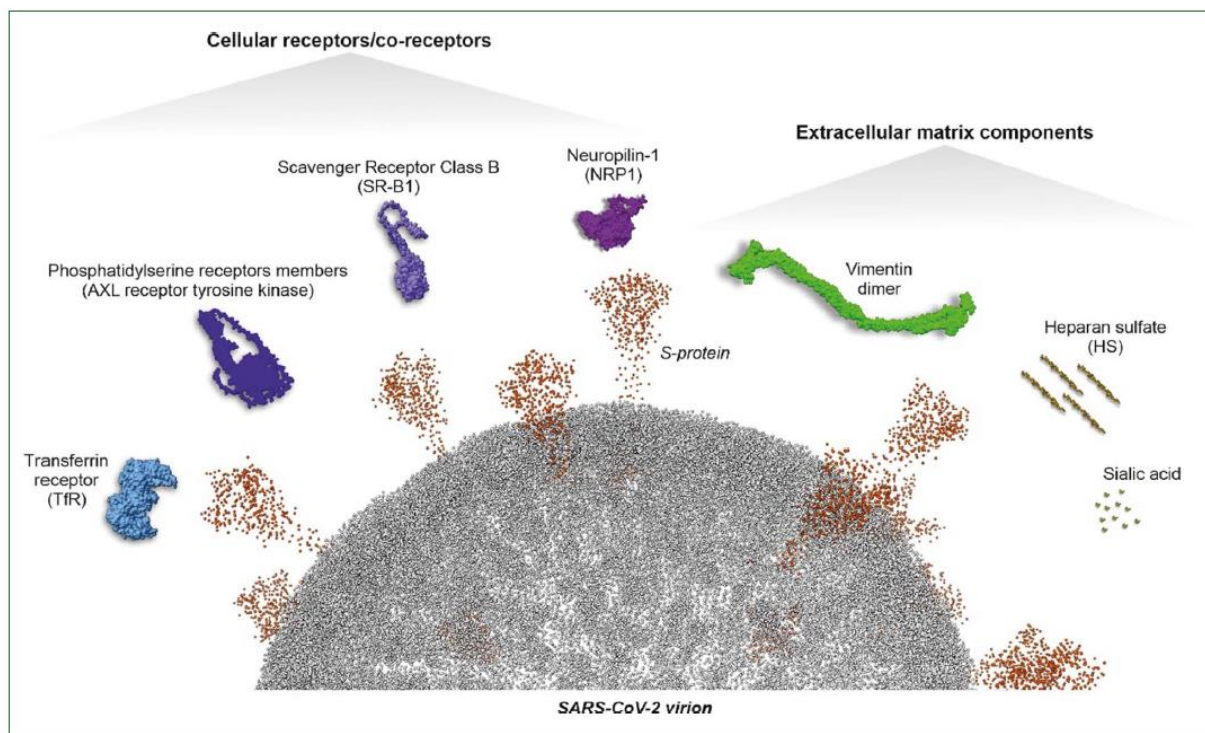 Cellular receptors/co-receptors
Extracellular matrix components
Neuropilin-1
(NRP1)
Scavenger Receptor Class B
(SR-B1)
Phosphatidylserine receptors members
(AXL receptor tyrosine kinase)
Vimentin
dimer
Heparan sulfate
(HS)
S-protein
Transferrin
receptor
(TfR)
Sialic acid
SARS-CoV-2 virion